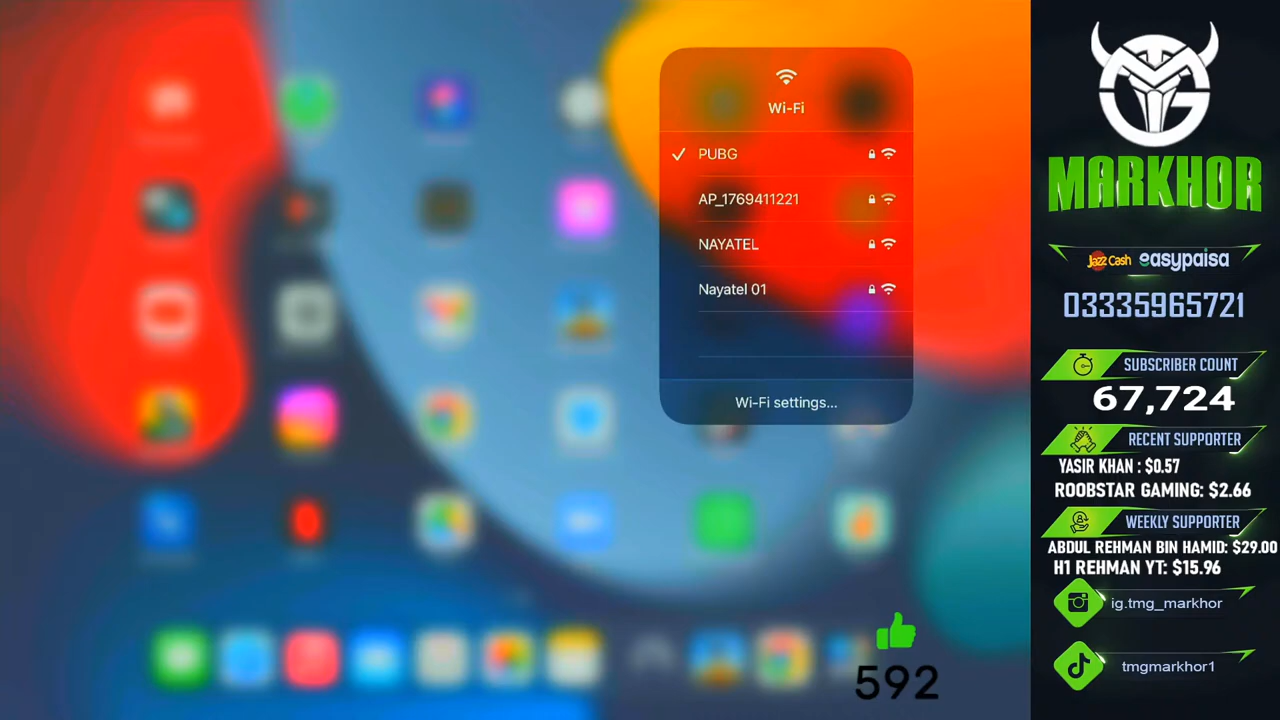 Wi-Fi
PUBG
AP_1769411221
NAYATEL
Nayatel 01
Wi-Fi settings...
592
MARKHOR
Jazz Cash easypaisa
03335965721
SUBSCRIBER COUNT
67,724
RECENT SUPPORTER
YASIR KHAN : $0.57
ROOBSTAR GAMING: $2.66
WEEKLY SUPPORTER
ABDUL REHMAN BIN HAMID: $29.00
H1 REHMAN YT: $15.96
ig.tmg_markhor
tmgmarkhor1